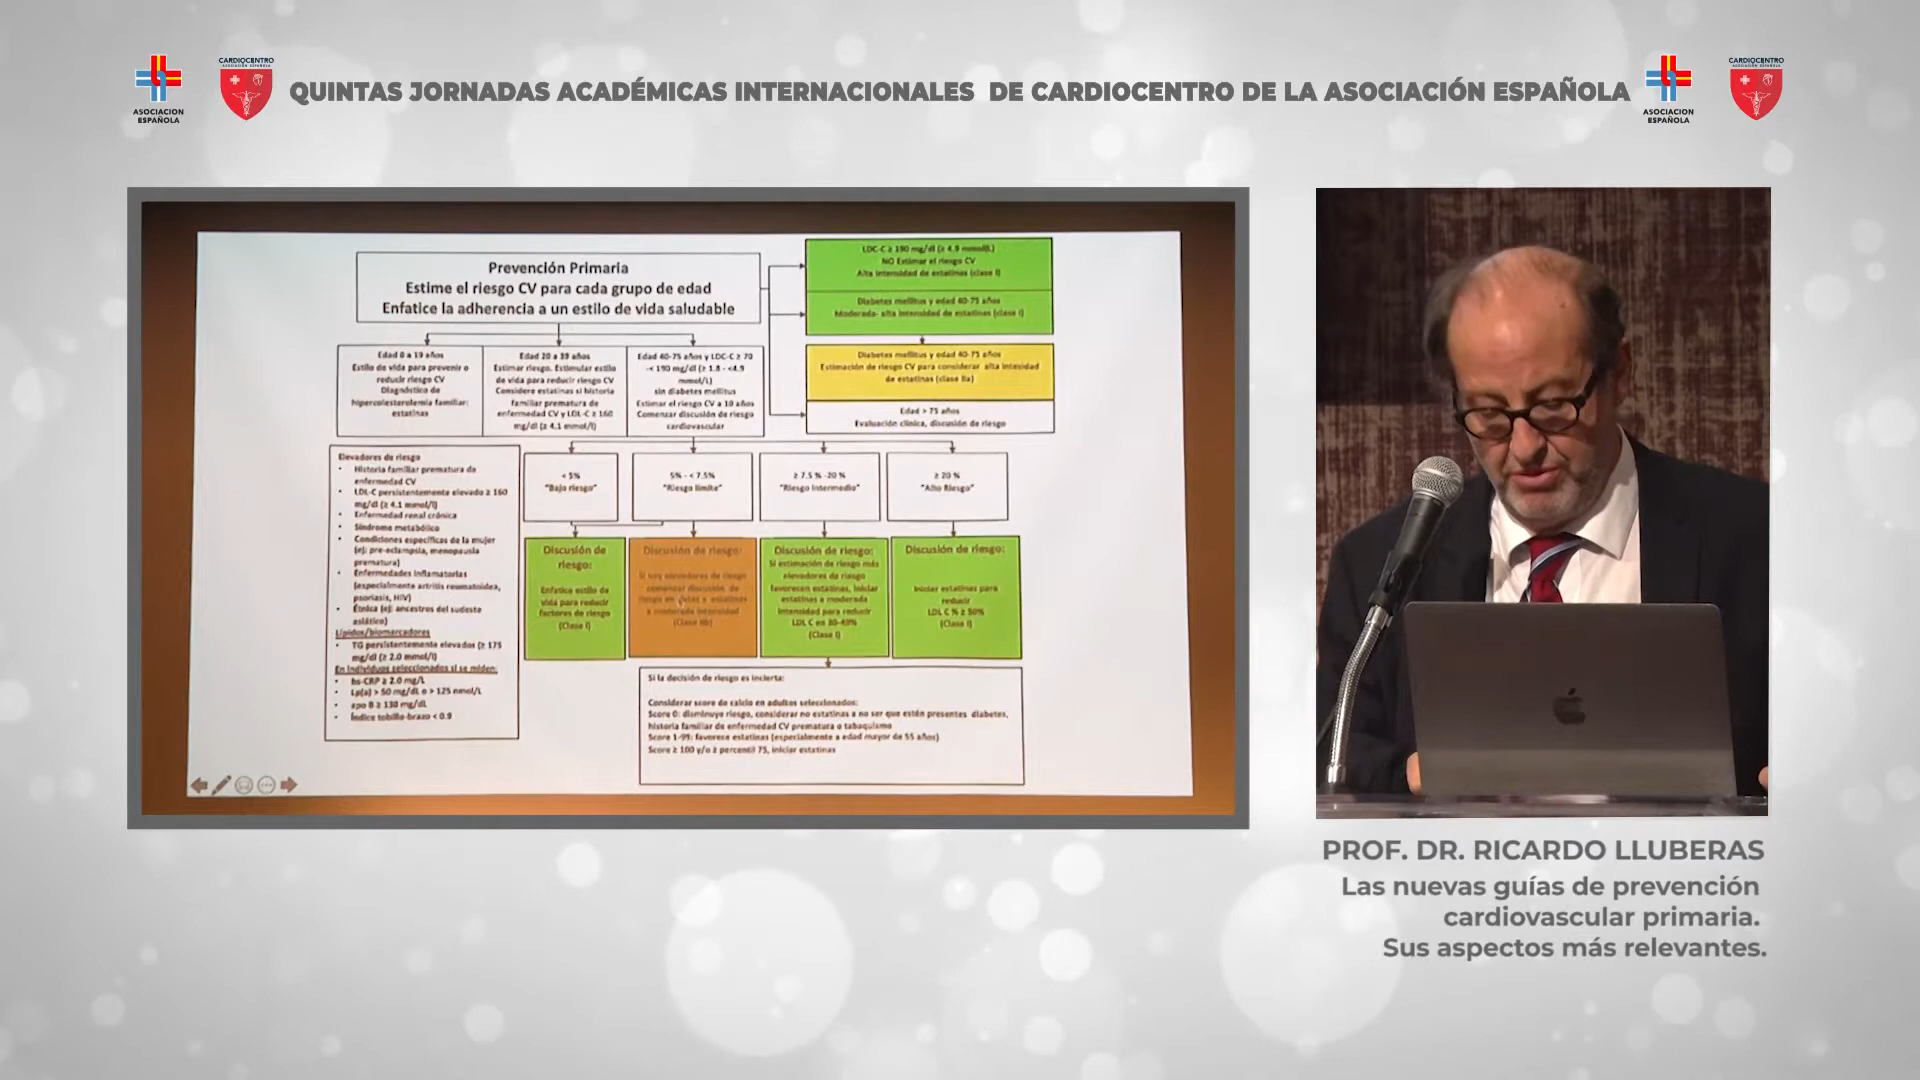 ASOCIACION
ESPAÑOLA
CARDIOCENTRO
ASOCIACIÓN ESPAÑOLA
QUINTAS JORNADAS ACADÉMICAS INTERNACIONALES DE CARDIOCENTRO DE LA ASOCIACIÓN ESPAÑOLA
ASOCIACION
ESPAÑOLA
CARDIOCENTRO
ASOCIACIÓN ESPAÑOLA
Prevención Primaria
Estime el riesgo CV para cada grupo de edad
Enfatice la adherencia a un estilo de vida saludable
LDC-C ≥ 190 mg/dl (≥ 4.9 mmol/L)
NO Estimar el riesgo CV
Alta intensidad de estatinas (clase I)
Diabetes mellitus y edad 40-75 años
Moderada- alta intensidad de estatinas (clase I)
Diabetes mellitus y edad 40-75 años
Estimación de riesgo CV para considerar alta intesidad
de estatinas (clase IIa)
Edad > 75 años
Evaluación clínica, discusión de riesgo
Edad 0 a 19 años
Estilo de vida para prevenir o
reducir riesgo CV
Diagnóstico de
hipercolesterolemia familiar:
estatinas
Edad 20 a 39 años
Estimar riesgo. Estimular estilo
de vida para reducir riesgo CV
Considere estatinas si historia
familiar prematura de
enfermedad CV y LDL-C ≥ 160
mg/dl (≥ 4.1 mmol/l)
Edad 40-75 años y LDC-C ≥ 70
-< 190 mg/dl (≥ 1.8 - <4.9
mmol/L)
sin diabetes mellitus
Estimar el riesgo CV a 10 años
Comenzar discusión de riesgo
cardiovascular
Elevadores de riesgo
• Historia familiar prematura de
enfermedad CV
• LDL-C persistentemente elevado ≥ 160
mg/dl (≥ 4.1 mmol/l)
• Enfermedad renal crónica
• Síndrome metabólico
• Condiciones específicas de la mujer
(ej: pre-eclampsia, menopausia
prematura)
• Enfermedades inflamatorias
(especialmente artritis reumatoidea,
psoriasis, HIV)
• Étnica (ej: ancestros del sudeste
asiático)
Lípidos/biomarcadores
• TG persistentemente elevados (≥ 175
mg/dl (≥ 2.0 mmol/l)
En individuos seleccionados si se miden:
• hs-CRP ≥ 2.0 mg/L
• Lp(a) > 50 mg/dL o > 125 nmol/L
• apo B ≥ 130 mg/dL
• Índice tobillo-brazo < 0.9
< 5%
"Bajo riesgo"
5% - < 7.5%
"Riesgo límite"
≥ 7.5 % -20 %
"Riesgo Intermedio"
≥ 20 %
"Alto Riesgo"
Discusión de
riesgo:
Enfatice estilo de
vida para reducir
factores de riesgo
(Clase I)
Discusión de riesgo:
Si hay elevadores de riesgo
comenzar discusión de
a moderada intensidad
(Clase IIb)
Discusión de riesgo:
Si estimación de riesgo más
elevadores de riesgo
favorecen estatinas, iniciar
estatinas a moderada
intensidad para reducir
LDL C en 30-49%
(Clase I)
Discusión de riesgo:
Iniciar estatinas para
reducir
LDL C % ≥ 50%
(Clase I)
Si la decisión de riesgo es incierta:
Considerar score de calcio en adultos seleccionados:
Score 0: disminuye riesgo, considerar no estatinas a no ser que estén presentes diabetes,
historia familiar de enfermedad CV prematura o tabaquismo
Score 1-99: favorece estatinas (especialmente a edad mayor de 55 años)
Score ≥ 100 y/o ≥ percentil 75, iniciar estatinas
PROF. DR. RICARDO LLUBERAS
Las nuevas guías de prevención
cardiovascular primaria.
Sus aspectos más relevantes.